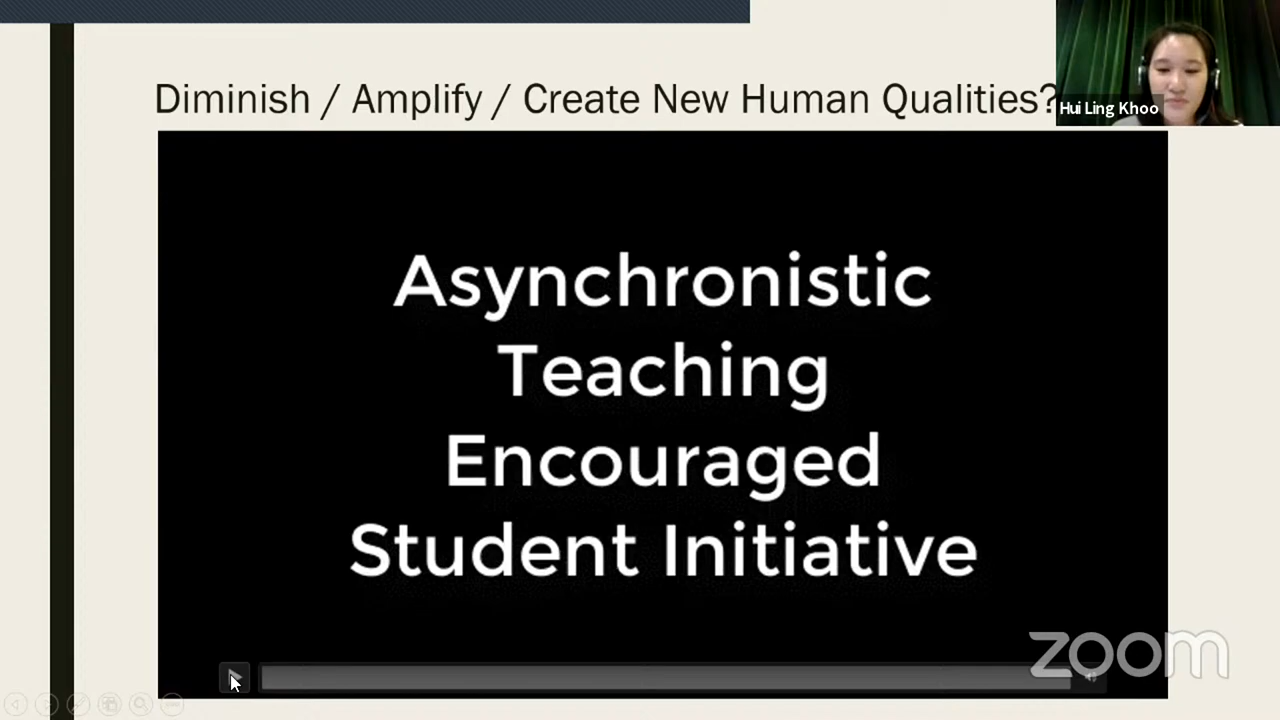 Diminish / Amplify / Create New Human Qualities?
Hui Ling Khoo
Asynchronistic
Teaching
Encouraged
Student Initiative
zoom